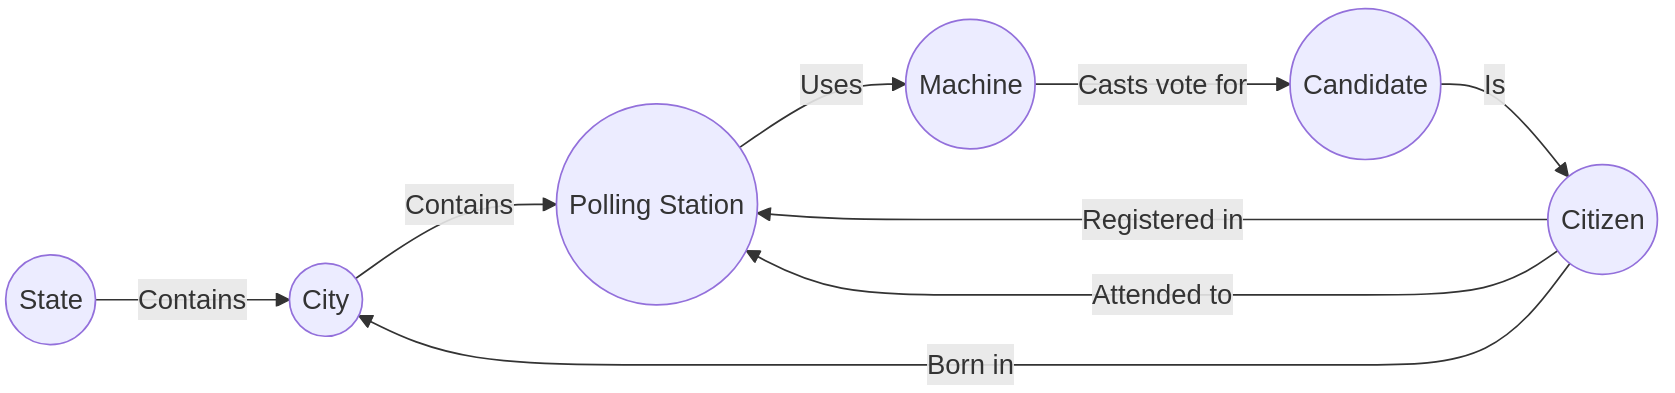 State
Contains
City
Contains
Polling Station
Uses
Machine
Casts vote for
Candidate
Is
Citizen
Registered in
Attended to
Born in